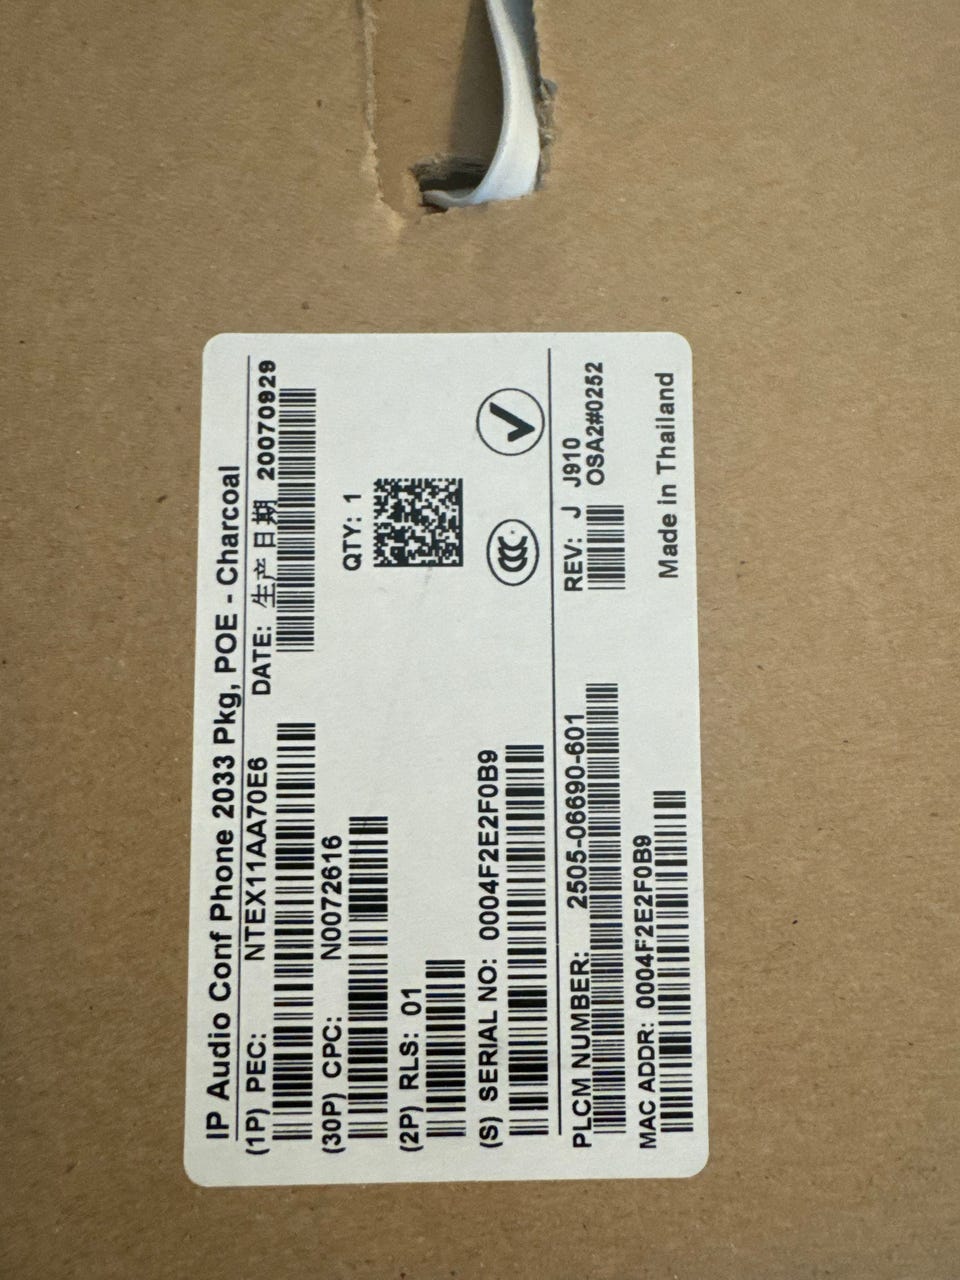 IP Audio Conf Phone 2033 Pkg, POE - Charcoal
(1P) PEC: NTEX11AA70E6 DATE: 生产日期 20070929
(30P) CPC: N0072616 QTY: 1
(2P) RLS: 01
(S) SERIAL NO: 0004F2E2F0B9
PLCM NUMBER: 2505-06690-601 REV: J J910
OSA2#0252
MAC ADDR: 0004F2E2F0B9 Made in Thailand